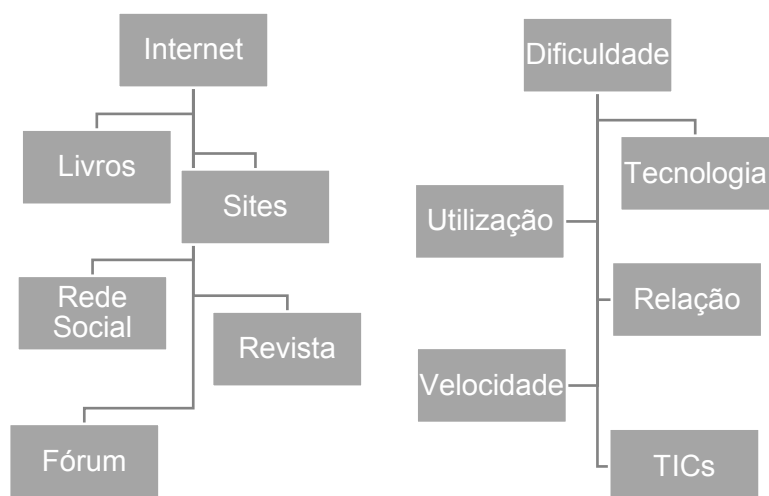 Internet
Livros
Sites
Rede
Social
Revista
Fórum
Dificuldade
Tecnologia
Utilização
Relação
Velocidade
TICs